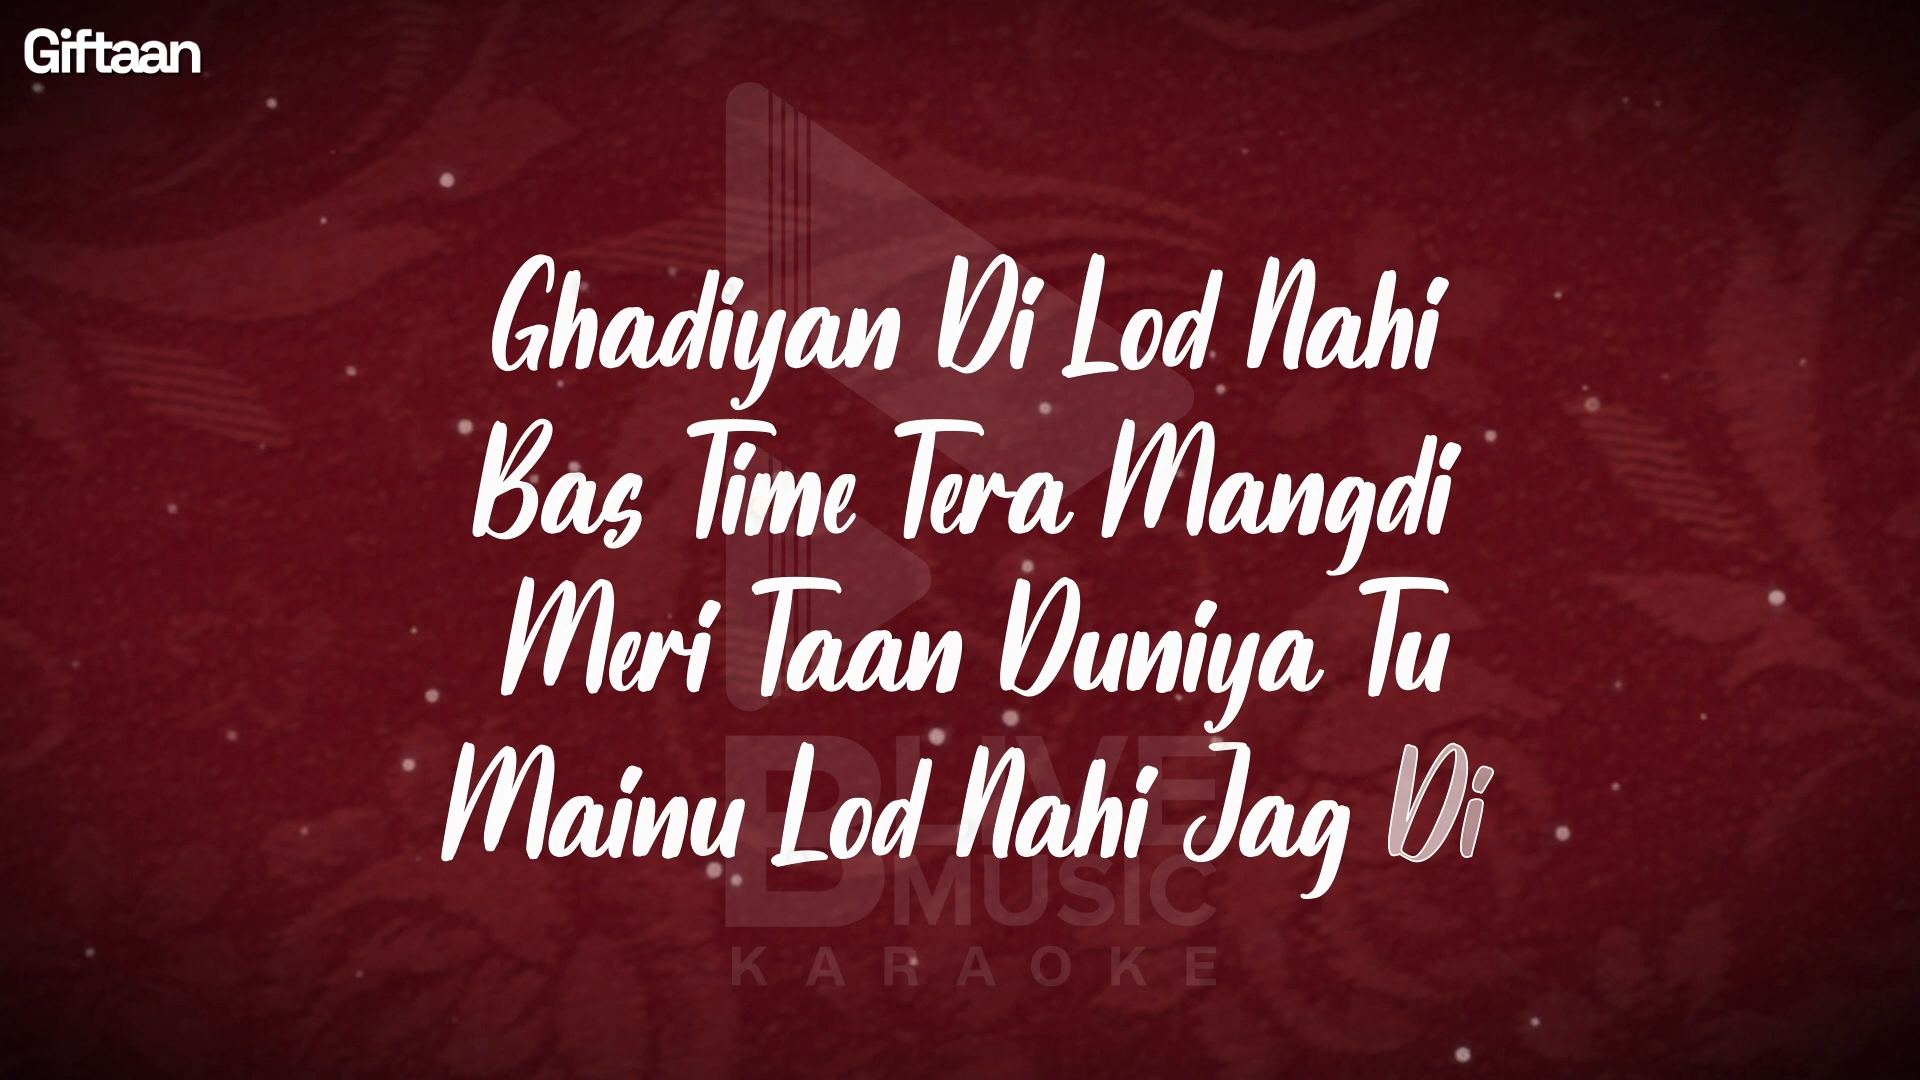 Giftaan
Ghadiyan Di Lod Nahi
Bas Time Tera Mangdi
Meri Taan Duniya Tu
Mainu Lod Nahi Jag Di
B LIVE
MUSIC
KARAOKE